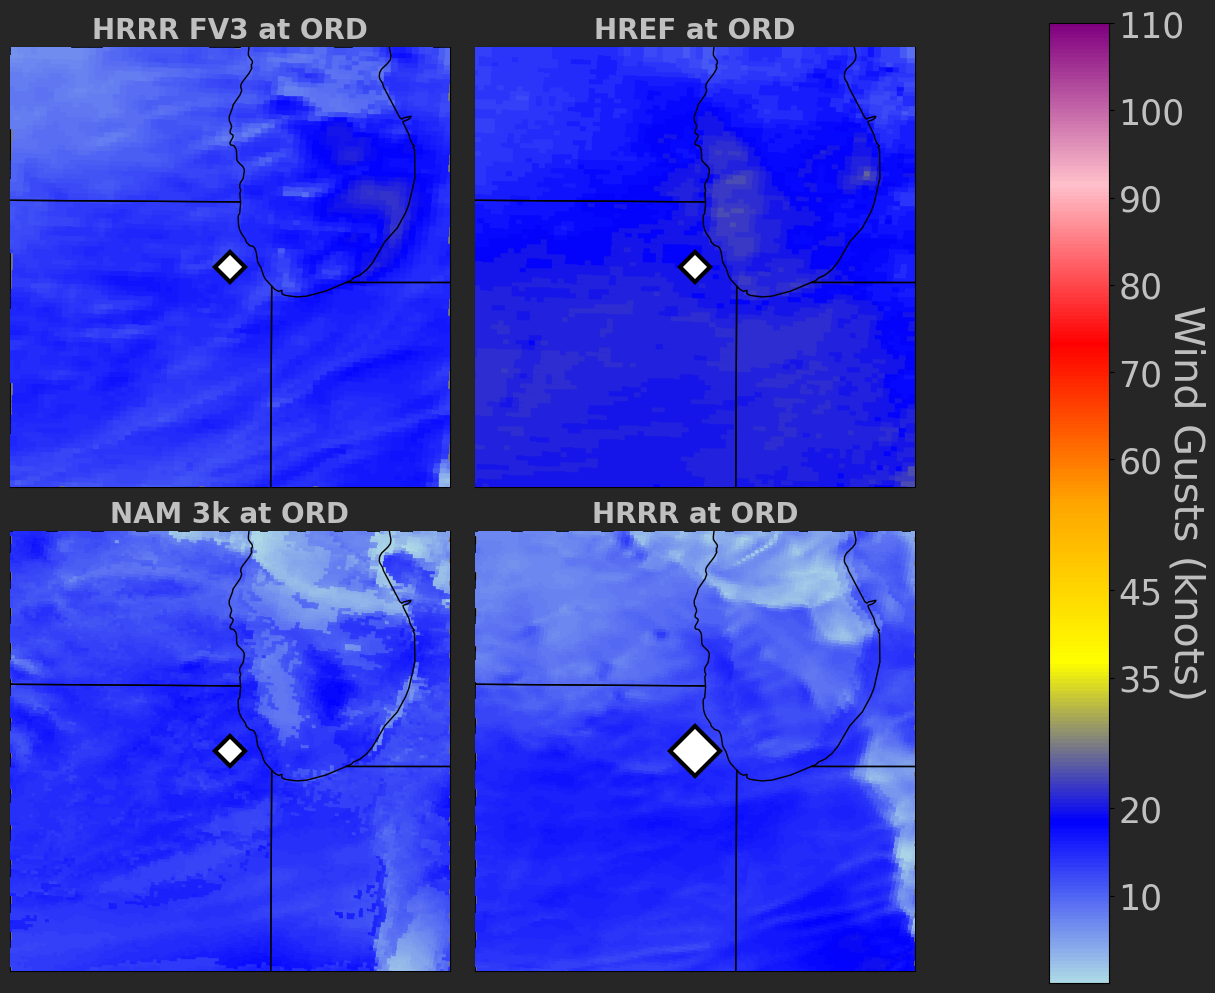 HRRR FV3 at ORD
HREF at ORD
NAM 3k at ORD
HRRR at ORD
110
100
90
80
70
60
45
35
20
10
Wind Gusts (knots)